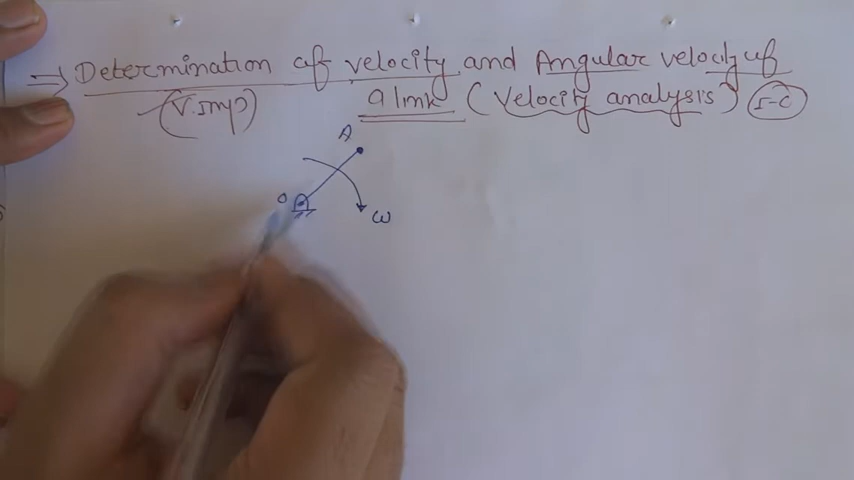 ⇒ Determination of velocity and Angular velocity of
(V.Imp) a link (Velocity analysis) I-C
A
O
ω